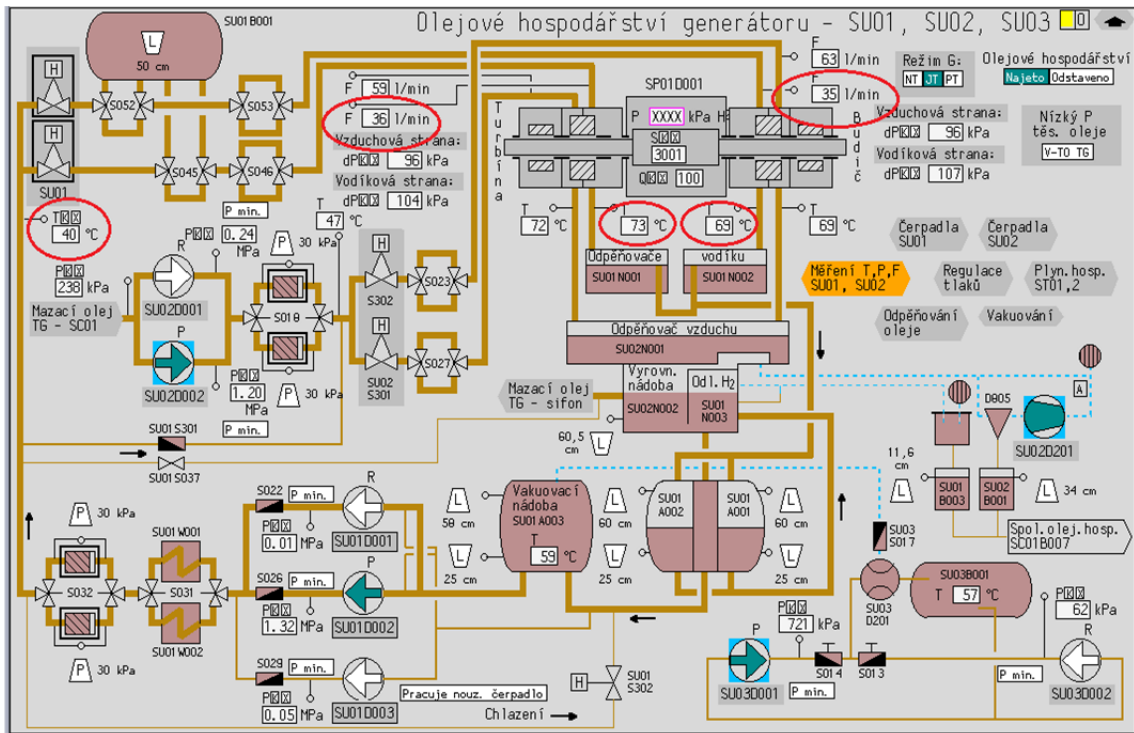 Olejové hospodářství generátoru - SU01, SU02, SU03
0
SU01 B001
L
50 cm
H
S052
S053
H
SU01
S045
S046
T
40 °C
F 59 l/min
F 36 l/min
Vzduchová strana:
dP 96 kPa
Vodíková strana:
dP 104 kPa
T
47 °C
SP01D001
P XXXX kPa
S
3001
Q 100
Turbína
Budič
F
63 l/min
F
35 l/min
Vzduchová strana:
dP 96 kPa
Vodíková strana:
dP 107 kPa
Režim G:
NT JT PT
Olejové hospodářství
Najeto Odstaveno
Nízký P
těs. oleje
V-TO TG
T
72 °C
T
73 °C
T
69 °C
T
69 °C
P min.
P 0.24 MPa
P
30 kPa
R
SU02D001
P
238 kPa
Mazací olej
TG - SC01
P
SU02D002
S018
P
1.20 MPa
P
30 kPa
P min.
H
S302
H
SU02
S301
S023
S027
Odpěňovače vodíku
SU01N001
SU01N002
Odpěňovač vzduchu
SU02N001
Vyrovn.
nádoba
SU02N002
Odl. H2
SU01
N003
Mazací olej
TG - sifon
60,5
cm
L
Čerpadla
SU01
Čerpadla
SU02
Měření T,P,F
SU01, SU02
Regulace
tlaků
Plyn.hosp.
ST01,2
Odpěňování
oleje
Vakuování
A
D805
SU02D201
11,6
cm
L
SU01
B003
SU02
B001
L
34 cm
Spol.olej.hosp.
SC01B007
SU01S301
SU01S037
Vakuovací
nádoba
SU01A003
T
59 °C
L
58 cm
L
25 cm
SU01
A002
SU01
A001
L
60 cm
L
25 cm
L
60 cm
L
25 cm
SU03
S017
SU03
D201
SU03B001
T 57 °C
P
721 kPa
P
62 kPa
P
SU03D001
S014
S013
P min.
R
SU03D002
P min.
P
30 kPa
S032
P
30 kPa
SU01W001
S031
SU01W002
S022
P min.
P
0.01 MPa
R
SU01D001
S026
P min.
P
1.32 MPa
P
SU01D002
S029
P min.
P
0.05 MPa
SU01D003
Pracuje nouz. čerpadlo
Chlazení
H
SU01
S302